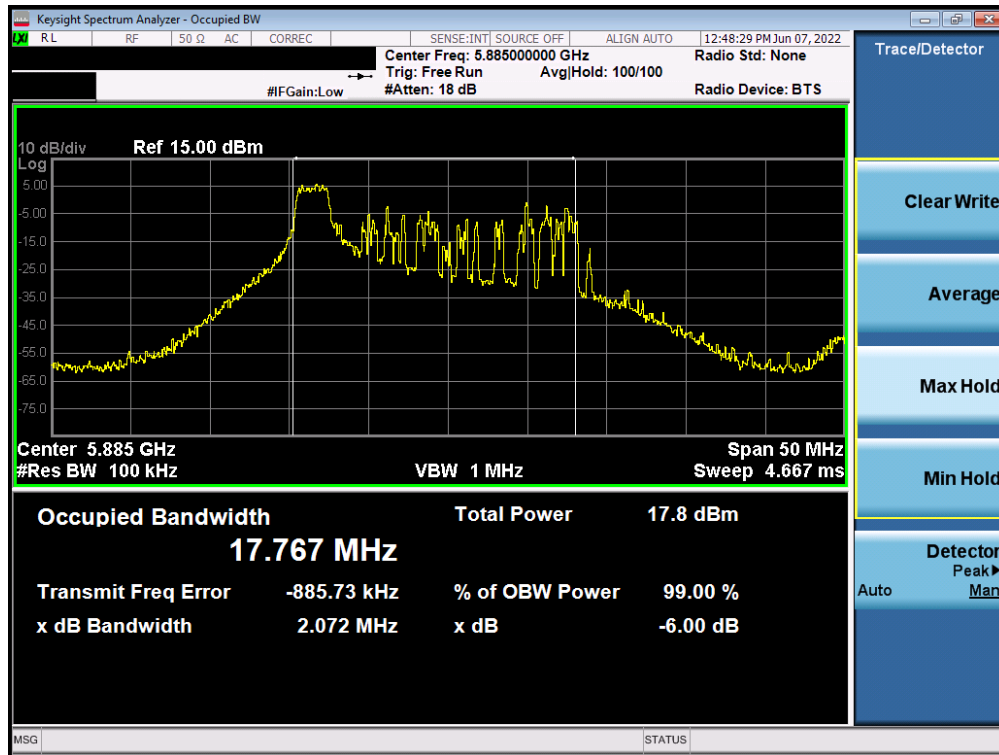 Keysight Spectrum Analyzer - Occupied BW
LXI RL RF 50 Ω AC CORREC SENSE:INT SOURCE OFF ALIGN AUTO 12:48:29 PM Jun 07, 2022
Center Freq: 5.885000000 GHz Radio Std: None
Trig: Free Run Avg|Hold: 100/100
#IFGain:Low #Atten: 18 dB Radio Device: BTS
10 dB/div Ref 15.00 dBm
Log
5.00
-5.00
-15.0
-25.0
-35.0
-45.0
-55.0
-65.0
-75.0
Center 5.885 GHz Span 50 MHz
#Res BW 100 kHz VBW 1 MHz Sweep 4.667 ms
Occupied Bandwidth Total Power 17.8 dBm
17.767 MHz
Transmit Freq Error -885.73 kHz % of OBW Power 99.00 %
x dB Bandwidth 2.072 MHz x dB -6.00 dB
MSG STATUS
Trace/Detector
Clear Write
Average
Max Hold
Min Hold
Detector
Peak
Auto Man